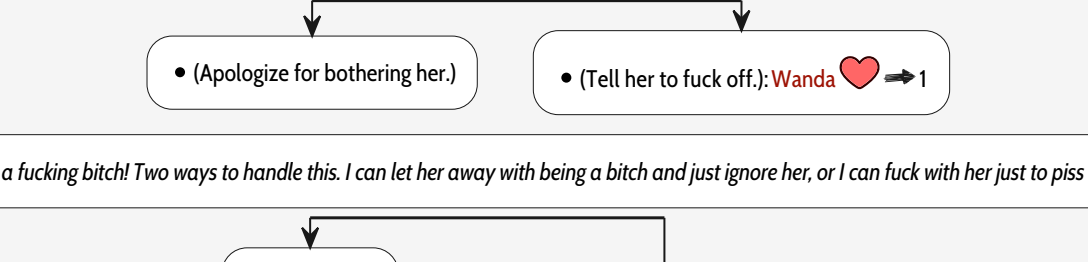 • (Apologize for bothering her.)
• (Tell her to fuck off.): Wanda 1
a fucking bitch! Two ways to handle this. I can let her away with being a bitch and just ignore her, or I can fuck with her just to piss